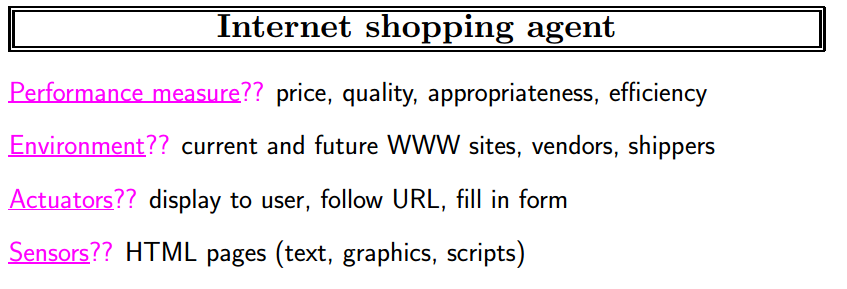 Internet shopping agent
Performance measure?? price, quality, appropriateness, efficiency
Environment?? current and future WWW sites, vendors, shippers
Actuators?? display to user, follow URL, fill in form
Sensors?? HTML pages (text, graphics, scripts)